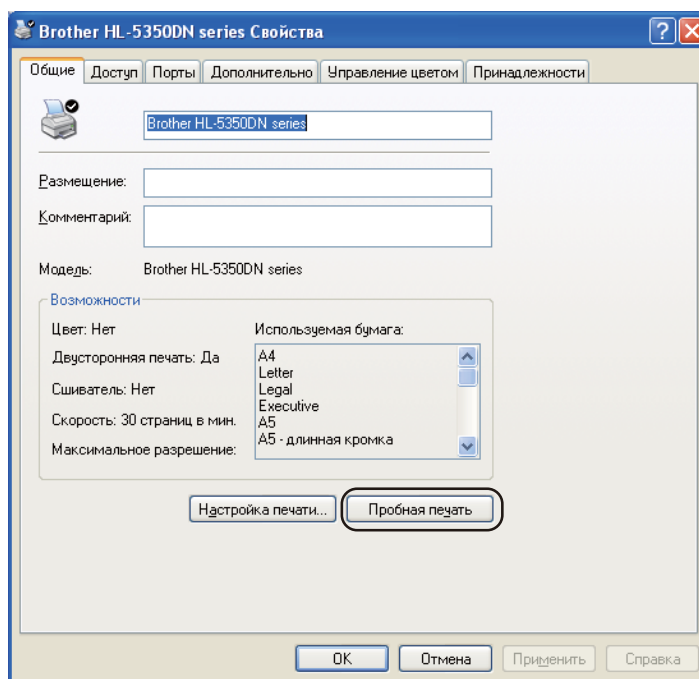 Brother HL-5350DN series Свойства
Общие Доступ Порты Дополнительно Управление цветом Принадлежности
Brother HL-5350DN series
Размещение:
Комментарий:
Модель: Brother HL-5350DN series
Возможности
Цвет: Нет Используемая бумага:
Двусторонняя печать: Да
Сшиватель: Нет
Скорость: 30 страниц в мин.
Максимальное разрешение:
A4
Letter
Legal
Executive
A5
A5 - длинная кромка
Настройка печати... Пробная печать
OK Отмена Применить Справка